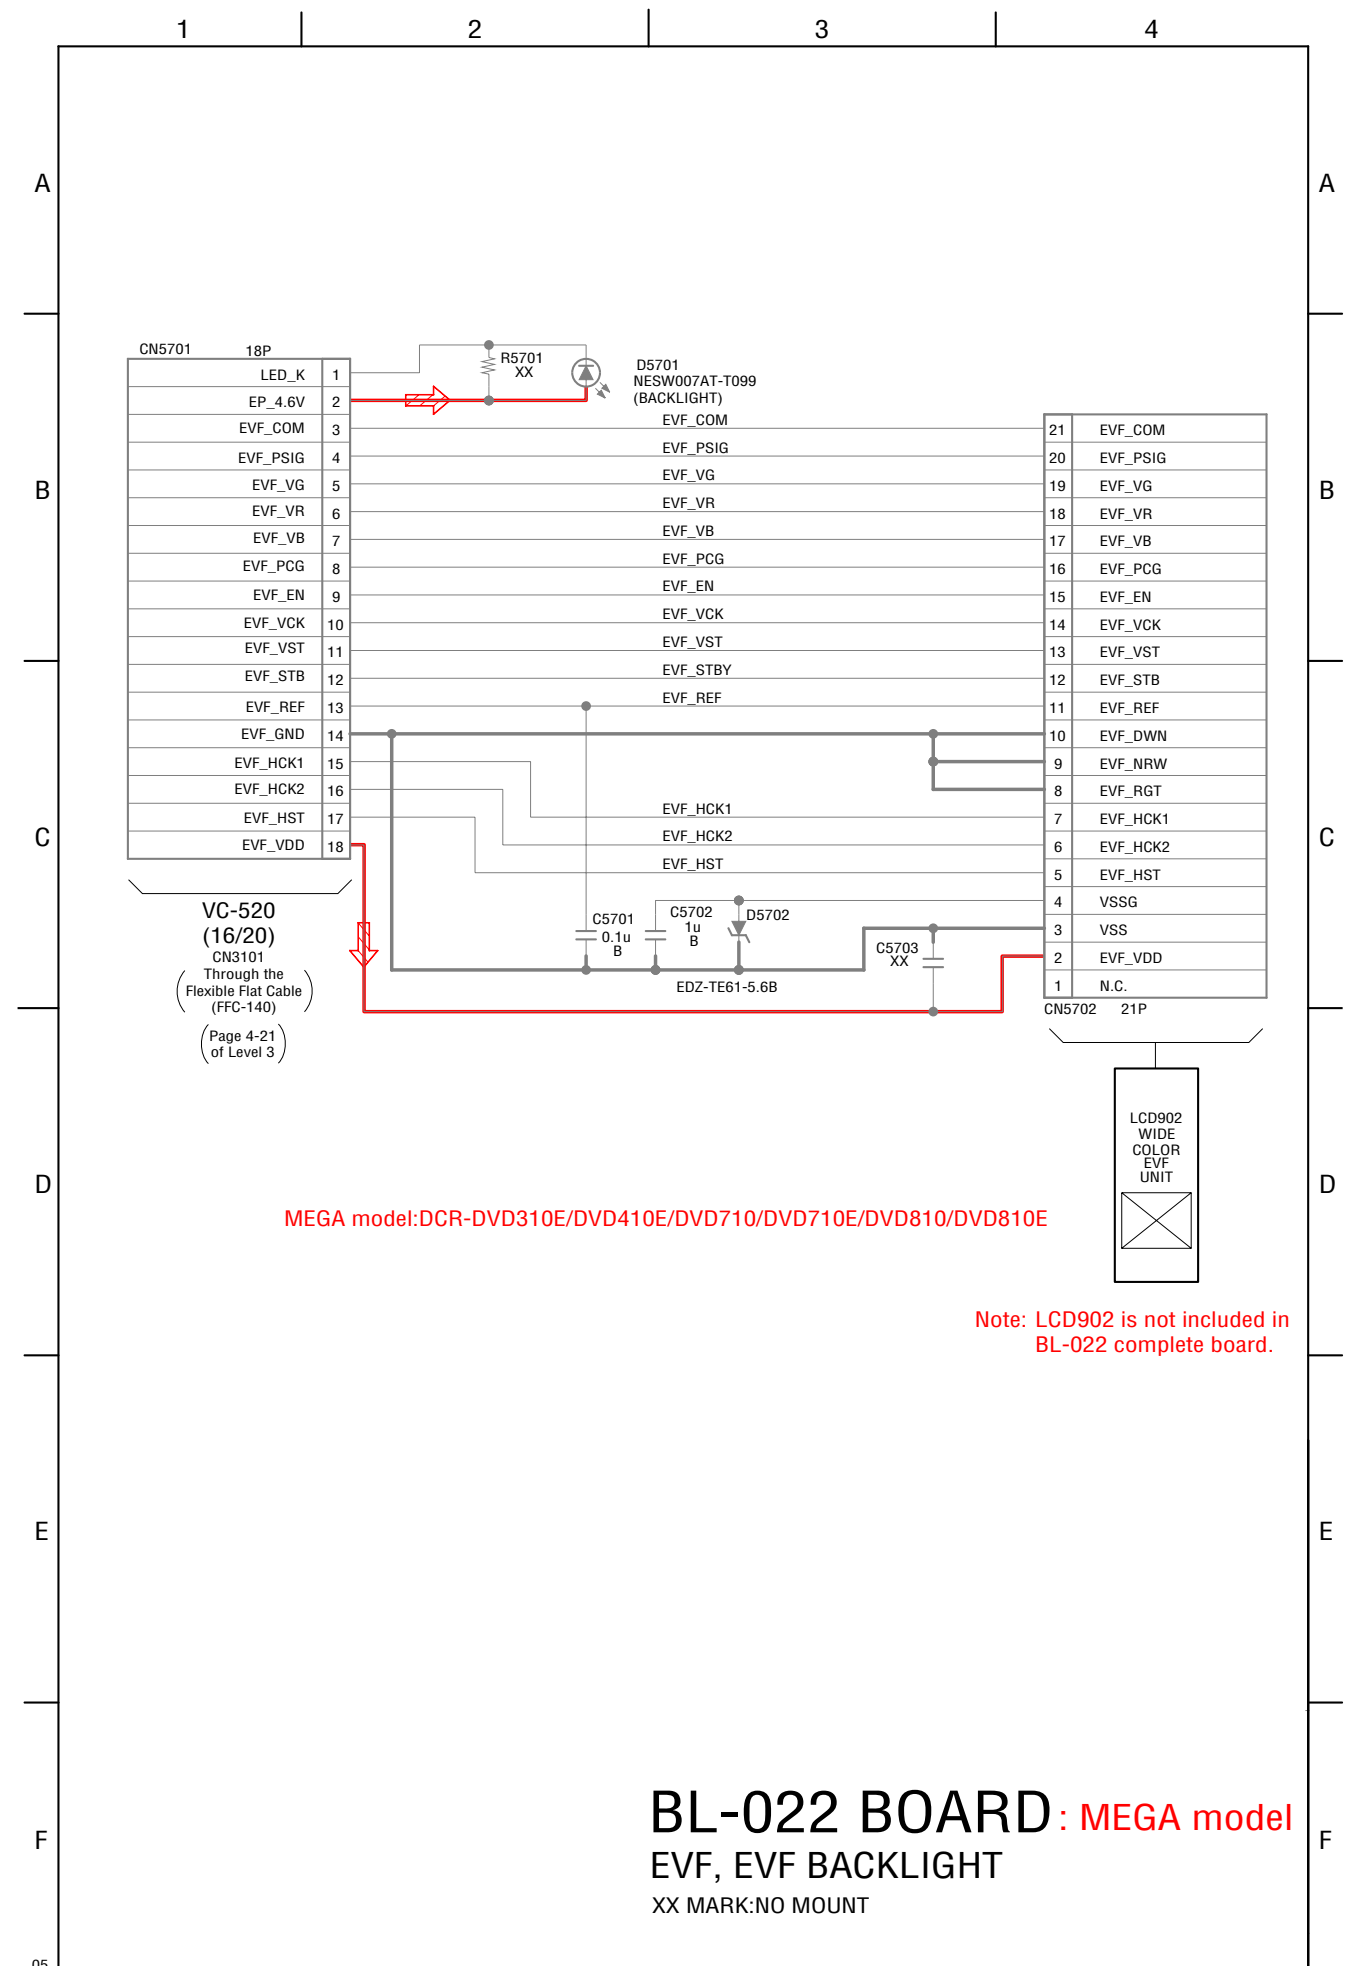 1 2 3 4
A A
CN5701 18P
LED_K 1
EP_4.6V 2
EVF_COM 3
EVF_PSIG 4
EVF_VG 5
EVF_VR 6
EVF_VB 7
EVF_PCG 8
EVF_EN 9
EVF_VCK 10
EVF_VST 11
EVF_STB 12
EVF_REF 13
EVF_GND 14
EVF_HCK1 15
EVF_HCK2 16
EVF_HST 17
EVF_VDD 18
R5701
XX
D5701
NESW007AT-T099
(BACKLIGHT)
EVF_COM
EVF_PSIG
EVF_VG
EVF_VR
EVF_VB
EVF_PCG
EVF_EN
EVF_VCK
EVF_VST
EVF_STBY
EVF_REF
EVF_HCK1
EVF_HCK2
EVF_HST
B B
21 EVF_COM
20 EVF_PSIG
19 EVF_VG
18 EVF_VR
17 EVF_VB
16 EVF_PCG
15 EVF_EN
14 EVF_VCK
13 EVF_VST
12 EVF_STB
11 EVF_REF
10 EVF_DWN
9 EVF_NRW
8 EVF_RGT
7 EVF_HCK1
6 EVF_HCK2
5 EVF_HST
4 VSSG
3 VSS
2 EVF_VDD
1 N.C.
CN5702 21P
C C
VC-520
(16/20)
CN3101
Through the
Flexible Flat Cable
(FFC-140)
Page 4-21
of Level 3
C5701
0.1u
B
C5702
1u
B
D5702
EDZ-TE61-5.6B
C5703
XX
LCD902
WIDE
COLOR
EVF
UNIT
D D
MEGA model:DCR-DVD310E/DVD410E/DVD710/DVD710E/DVD810/DVD810E
Note: LCD902 is not included in
BL-022 complete board.
E E
F F
BL-022 BOARD : MEGA model
EVF, EVF BACKLIGHT
XX MARK:NO MOUNT
05